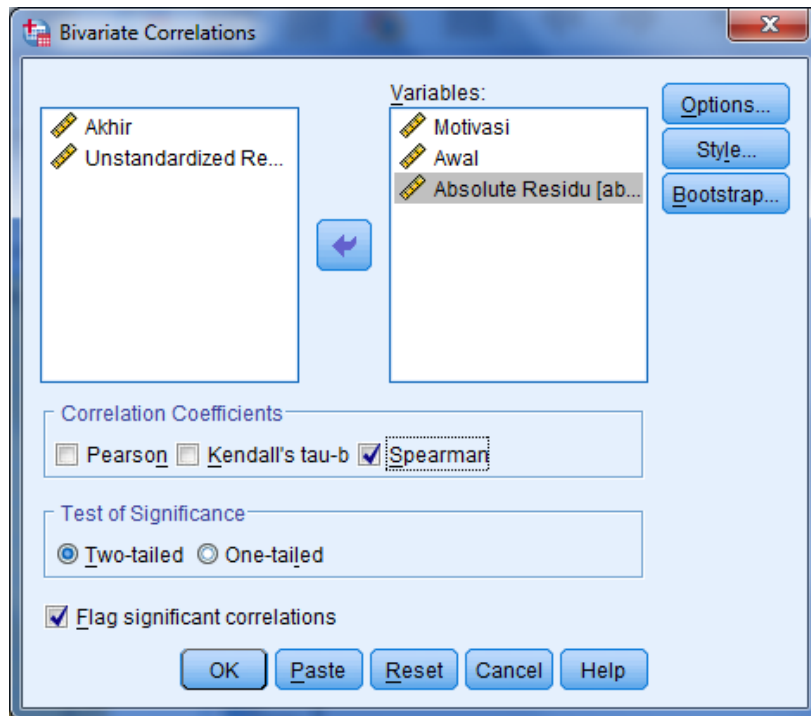 Bivariate Correlations
Variables:
Akhir
Unstandardized Re...
Motivasi
Awal
Absolute Residu [ab...
Options...
Style...
Bootstrap...
Correlation Coefficients
Pearson Kendall's tau-b Spearman
Test of Significance
Two-tailed One-tailed
Flag significant correlations
OK Paste Reset Cancel Help